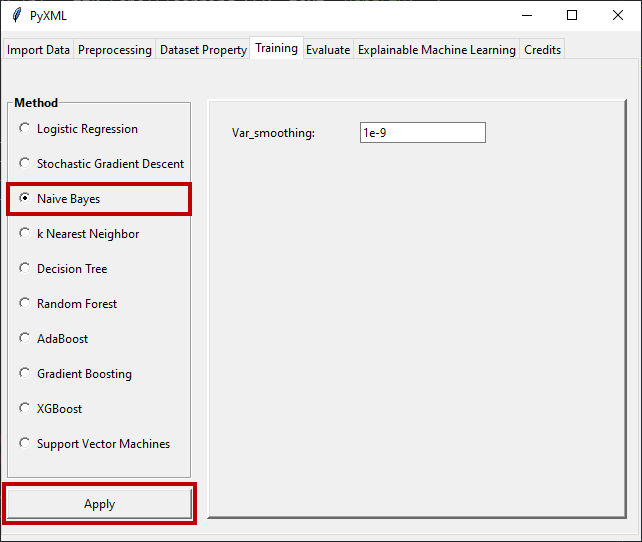 PyXML
Import Data Preprocessing Dataset Property Training Evaluate Explainable Machine Learning Credits
Method
Logistic Regression
Stochastic Gradient Descent
Naive Bayes
k Nearest Neighbor
Decision Tree
Random Forest
AdaBoost
Gradient Boosting
XGBoost
Support Vector Machines
Apply
Var_smoothing: 1e-9